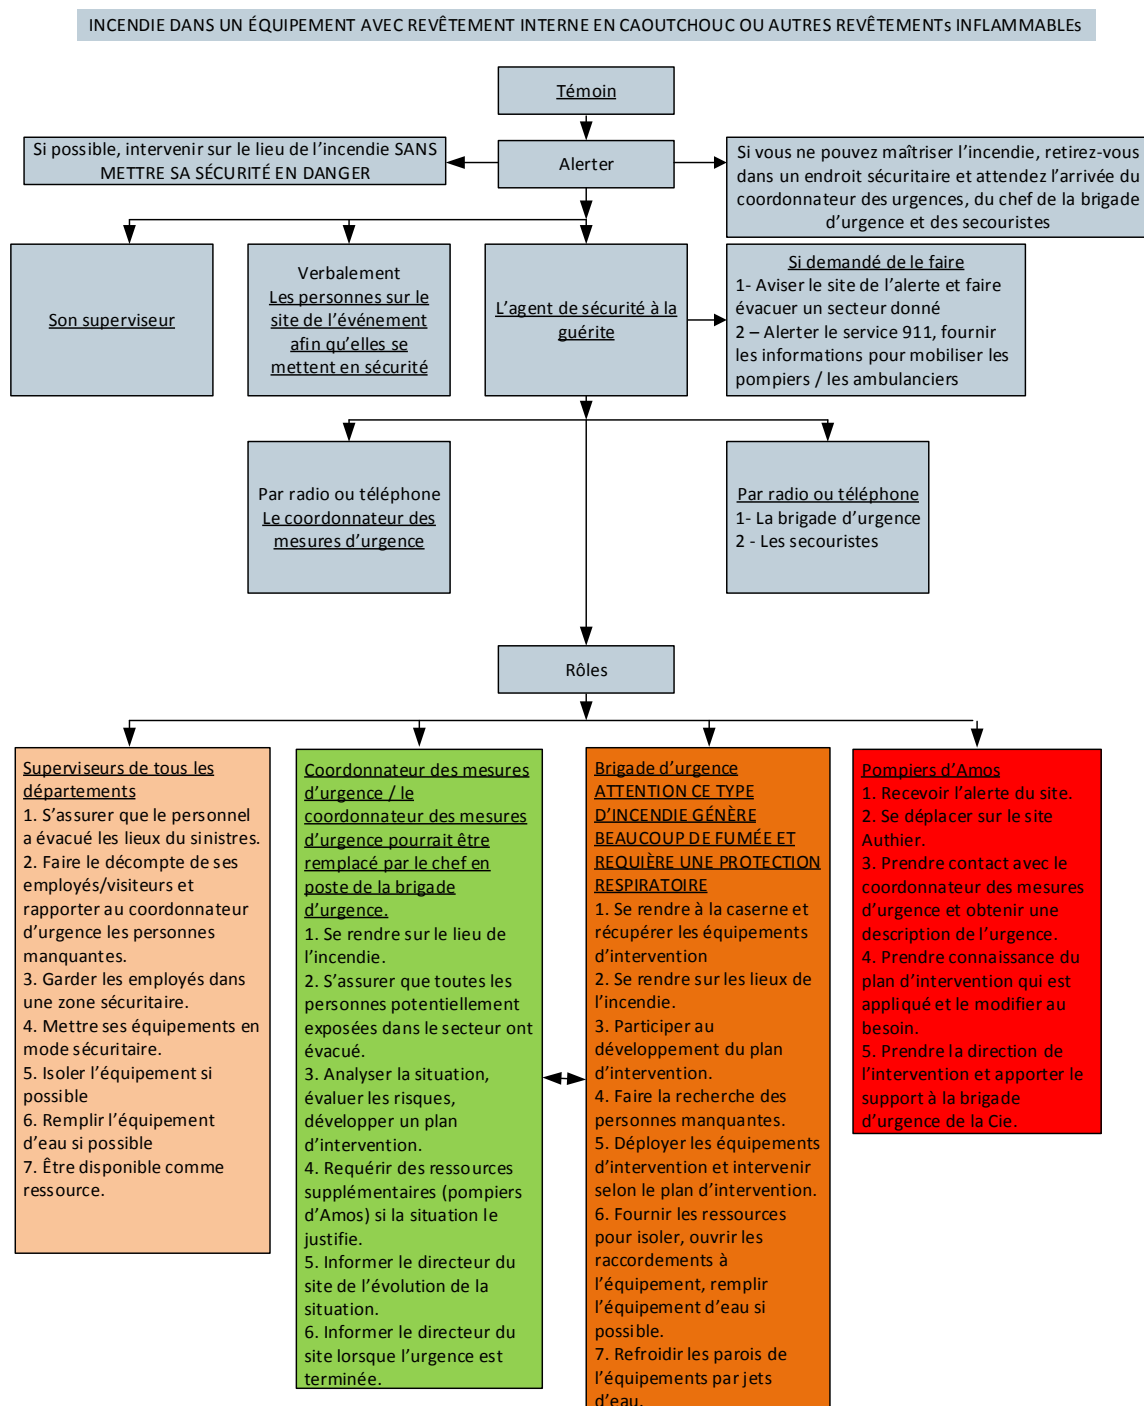 INCENDIE DANS UN ÉQUIPEMENT AVEC REVÊTEMENT INTERNE EN CAOUTCHOUC OU AUTRES REVÊTEMENTs INFLAMMABLEs
Témoin
Si possible, intervenir sur le lieu de l’incendie SANS
METTRE SA SÉCURITÉ EN DANGER
Alerter
Si vous ne pouvez maîtriser l’incendie, retirez-vous
dans un endroit sécuritaire et attendez l’arrivée du
coordonnateur des urgences, du chef de la brigade
d’urgence et des secouristes
Son superviseur
Verbalement
Les personnes sur le
site de l’événement
afin qu’elles se
mettent en sécurité
L’agent de sécurité à la
guérite
Si demandé de le faire
1- Aviser le site de l’alerte et faire
évacuer un secteur donné
2 – Alerter le service 911, fournir
les informations pour mobiliser les
pompiers / les ambulanciers
Par radio ou téléphone
Le coordonnateur des
mesures d’urgence
Par radio ou téléphone
1- La brigade d’urgence
2 - Les secouristes
Rôles
Superviseurs de tous les
départements
1. S’assurer que le personnel
a évacué les lieux du sinistres.
2. Faire le décompte de ses
employés/visiteurs et
rapporter au coordonnateur
d’urgence les personnes
manquantes.
3. Garder les employés dans
une zone sécuritaire.
4. Mettre ses équipements en
mode sécuritaire.
5. Isoler l’équipement si
possible
6. Remplir l’équipement
d’eau si possible
7. Être disponible comme
ressource.
Coordonnateur des mesures
d’urgence / le
coordonnateur des mesures
d’urgence pourrait être
remplacé par le chef en
poste de la brigade
d’urgence.
1. Se rendre sur le lieu de
l’incendie.
2. S’assurer que toutes les
personnes potentiellement
exposées dans le secteur ont
évacué.
3. Analyser la situation,
évaluer les risques,
développer un plan
d’intervention.
4. Requérir des ressources
supplémentaires (pompiers
d’Amos) si la situation le
justifie.
5. Informer le directeur du
site de l’évolution de la
situation.
6. Informer le directeur du
site lorsque l’urgence est
terminée.
Brigade d’urgence
ATTENTION CE TYPE
D’INCENDIE GÉNÈRE
BEAUCOUP DE FUMÉE ET
REQUIÈRE UNE PROTECTION
RESPIRATOIRE
1. Se rendre à la caserne et
récupérer les équipements
d’intervention
2. Se rendre sur les lieux de
l’incendie.
3. Participer au
développement du plan
d’intervention.
4. Faire la recherche des
personnes manquantes.
5. Déployer les équipements
d’intervention et intervenir
selon le plan d’intervention.
6. Fournir les ressources
pour isoler, ouvrir les
raccordements à
l’équipement, remplir
l’équipement d’eau si
possible.
7. Refroidir les parois de
l’équipements par jets
d’eau.
Pompiers d’Amos
1. Recevoir l’alerte du site.
2. Se déplacer sur le site
Authier.
3. Prendre contact avec le
coordonnateur des mesures
d’urgence et obtenir une
description de l’urgence.
4. Prendre connaissance du
plan d’intervention qui est
appliqué et le modifier au
besoin.
5. Prendre la direction de
l’intervention et apporter le
support à la brigade
d’urgence de la Cie.